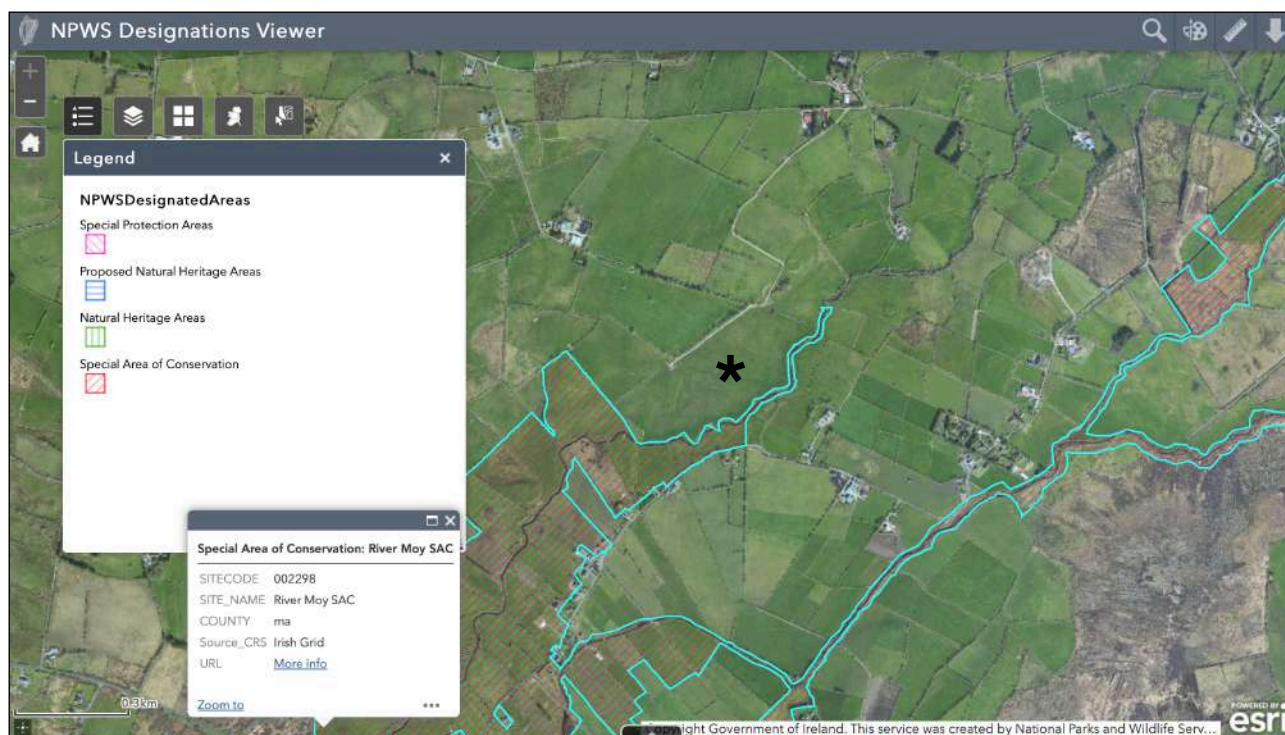 NPWS Designations Viewer
+
−
Legend ×
NPWSDesignatedAreas
Special Protection Areas
Proposed Natural Heritage Areas
Natural Heritage Areas
Special Area of Conservation
*
Special Area of Conservation: River Moy SAC
SITECODE 002298
SITE_NAME River Moy SAC
COUNTY ma
Source_CRS Irish Grid
URL More info
Zoom to •••
0.3km
Copyright Government of Ireland. This service was created by National Parks and Wildlife Serv...
POWERED BY
esri